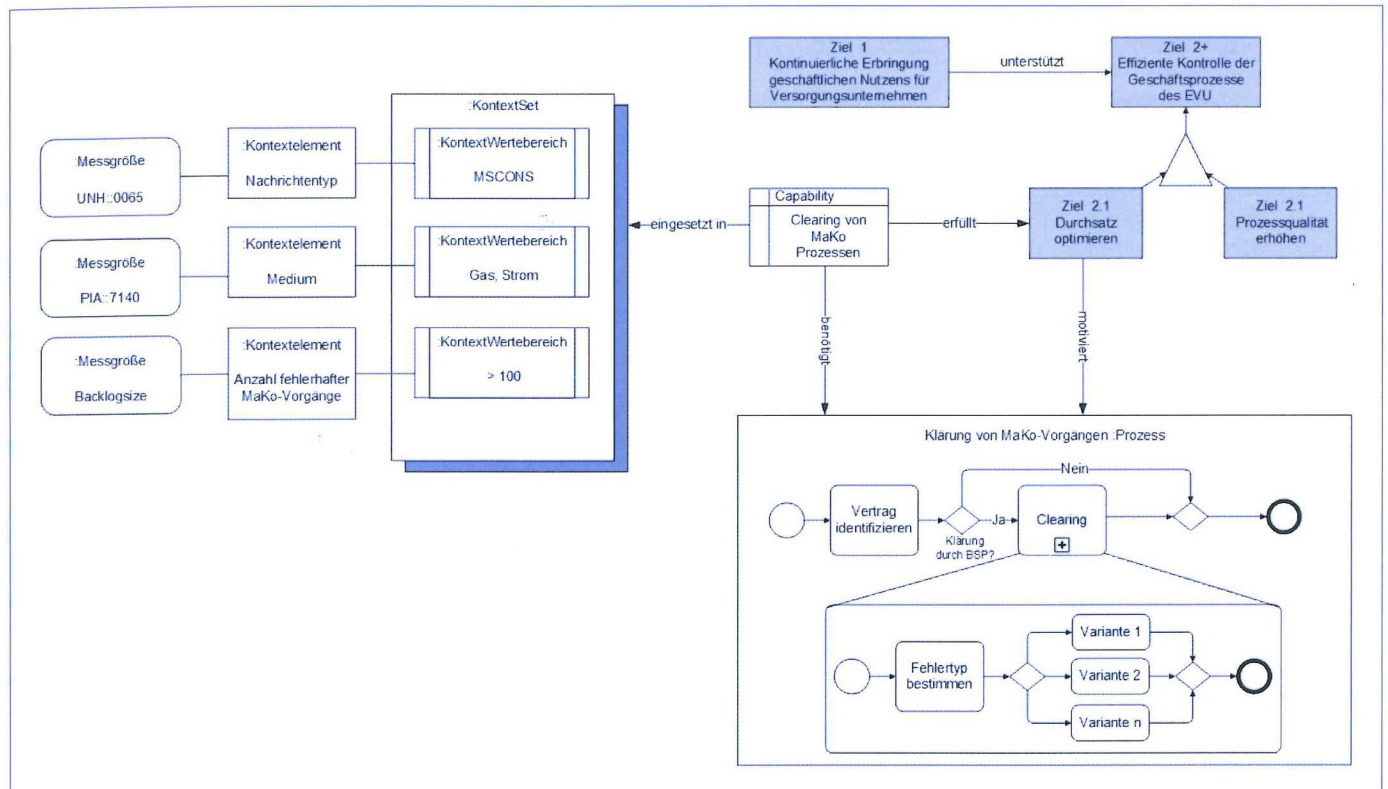 Ziel 1
Kontinuierliche Erbringung
geschäftlichen Nutzens für
Versorgungsunternehmen
unterstützt
Ziel 2+
Effiziente Kontrolle der
Geschäftsprozesse
des EVU
:KontextSet
:Messgröße
UNH::0065
:Kontextelement
Nachrichtentyp
:KontextWertebereich
MSCONS
:Messgröße
PIA::7140
:Kontextelement
Medium
:KontextWertebereich
Gas, Strom
:Messgröße
Backlogsize
:Kontextelement
Anzahl fehlerhafter
MaKo-Vorgänge
:KontextWertebereich
> 100
eingesetzt in
Capability
Clearing von
MaKo
Prozessen
erfüllt
Ziel 2.1
Durchsatz
optimieren
Ziel 2.1
Prozessqualität
erhöhen
benötigt
motiviert
Klärung von MaKo-Vorgängen :Prozess
Nein
Vertrag
identifizieren
Klärung
durch BSP?
Ja
Clearing
Fehlertyp
bestimmen
Variante 1
Variante 2
Variante n